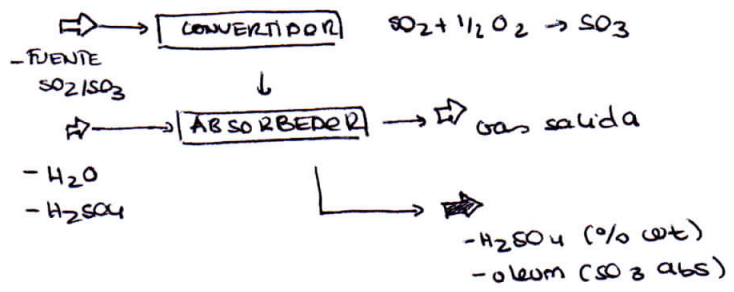 CONVERTIDOR SO2 + 1/2 O2 → SO3
- FUENTE
SO2/SO3
ABSORBEDOR gas salida
- H2O
- H2SO4
- H2SO4 (% wt)
- oleum (SO3 abs)